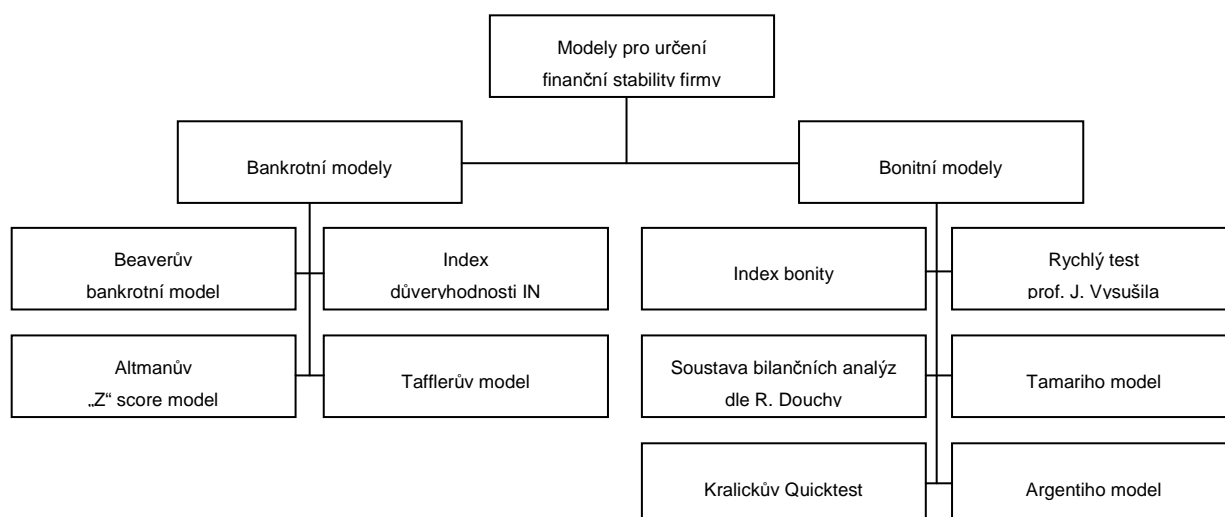 Modely pro určení
finanční stability firmy
Bankrotní modely
Bonitní modely
Beaverův
bankrotní model
Index
důveryhodnosti IN
Index bonity
Rychlý test
prof. J. Vysušila
Altmanův
„Z“ score model
Tafflerův model
Soustava bilančních analýz
dle R. Douchy
Tamariho model
Kralickův Quicktest
Argentiho model